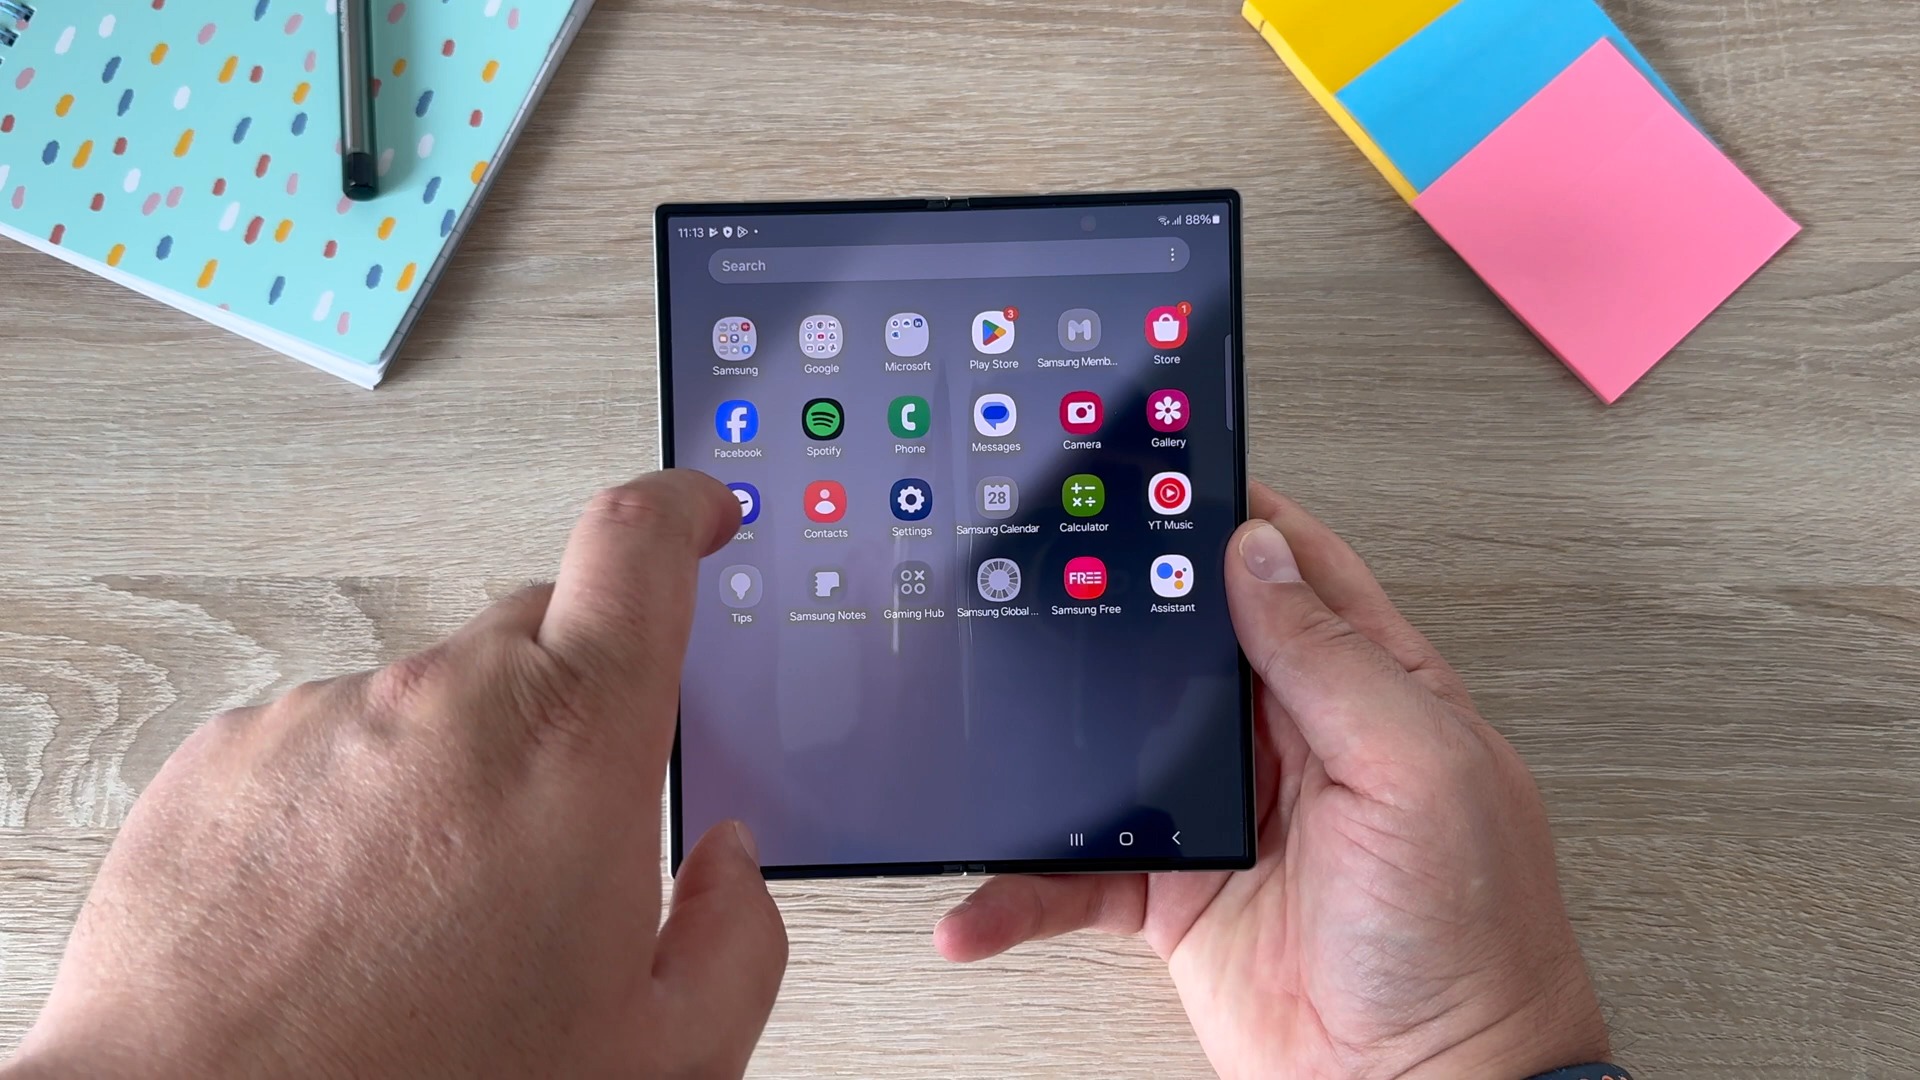 11:13
88%
Search
3
1
Samsung
Google
Microsoft
Play Store
Samsung Memb...
Store
Facebook
Spotify
Phone
Messages
Camera
Gallery
28
ock
Contacts
Settings
Samsung Calendar
Calculator
YT Music
FREE
Tips
Samsung Notes
Gaming Hub
Samsung Global ...
Samsung Free
Assistant